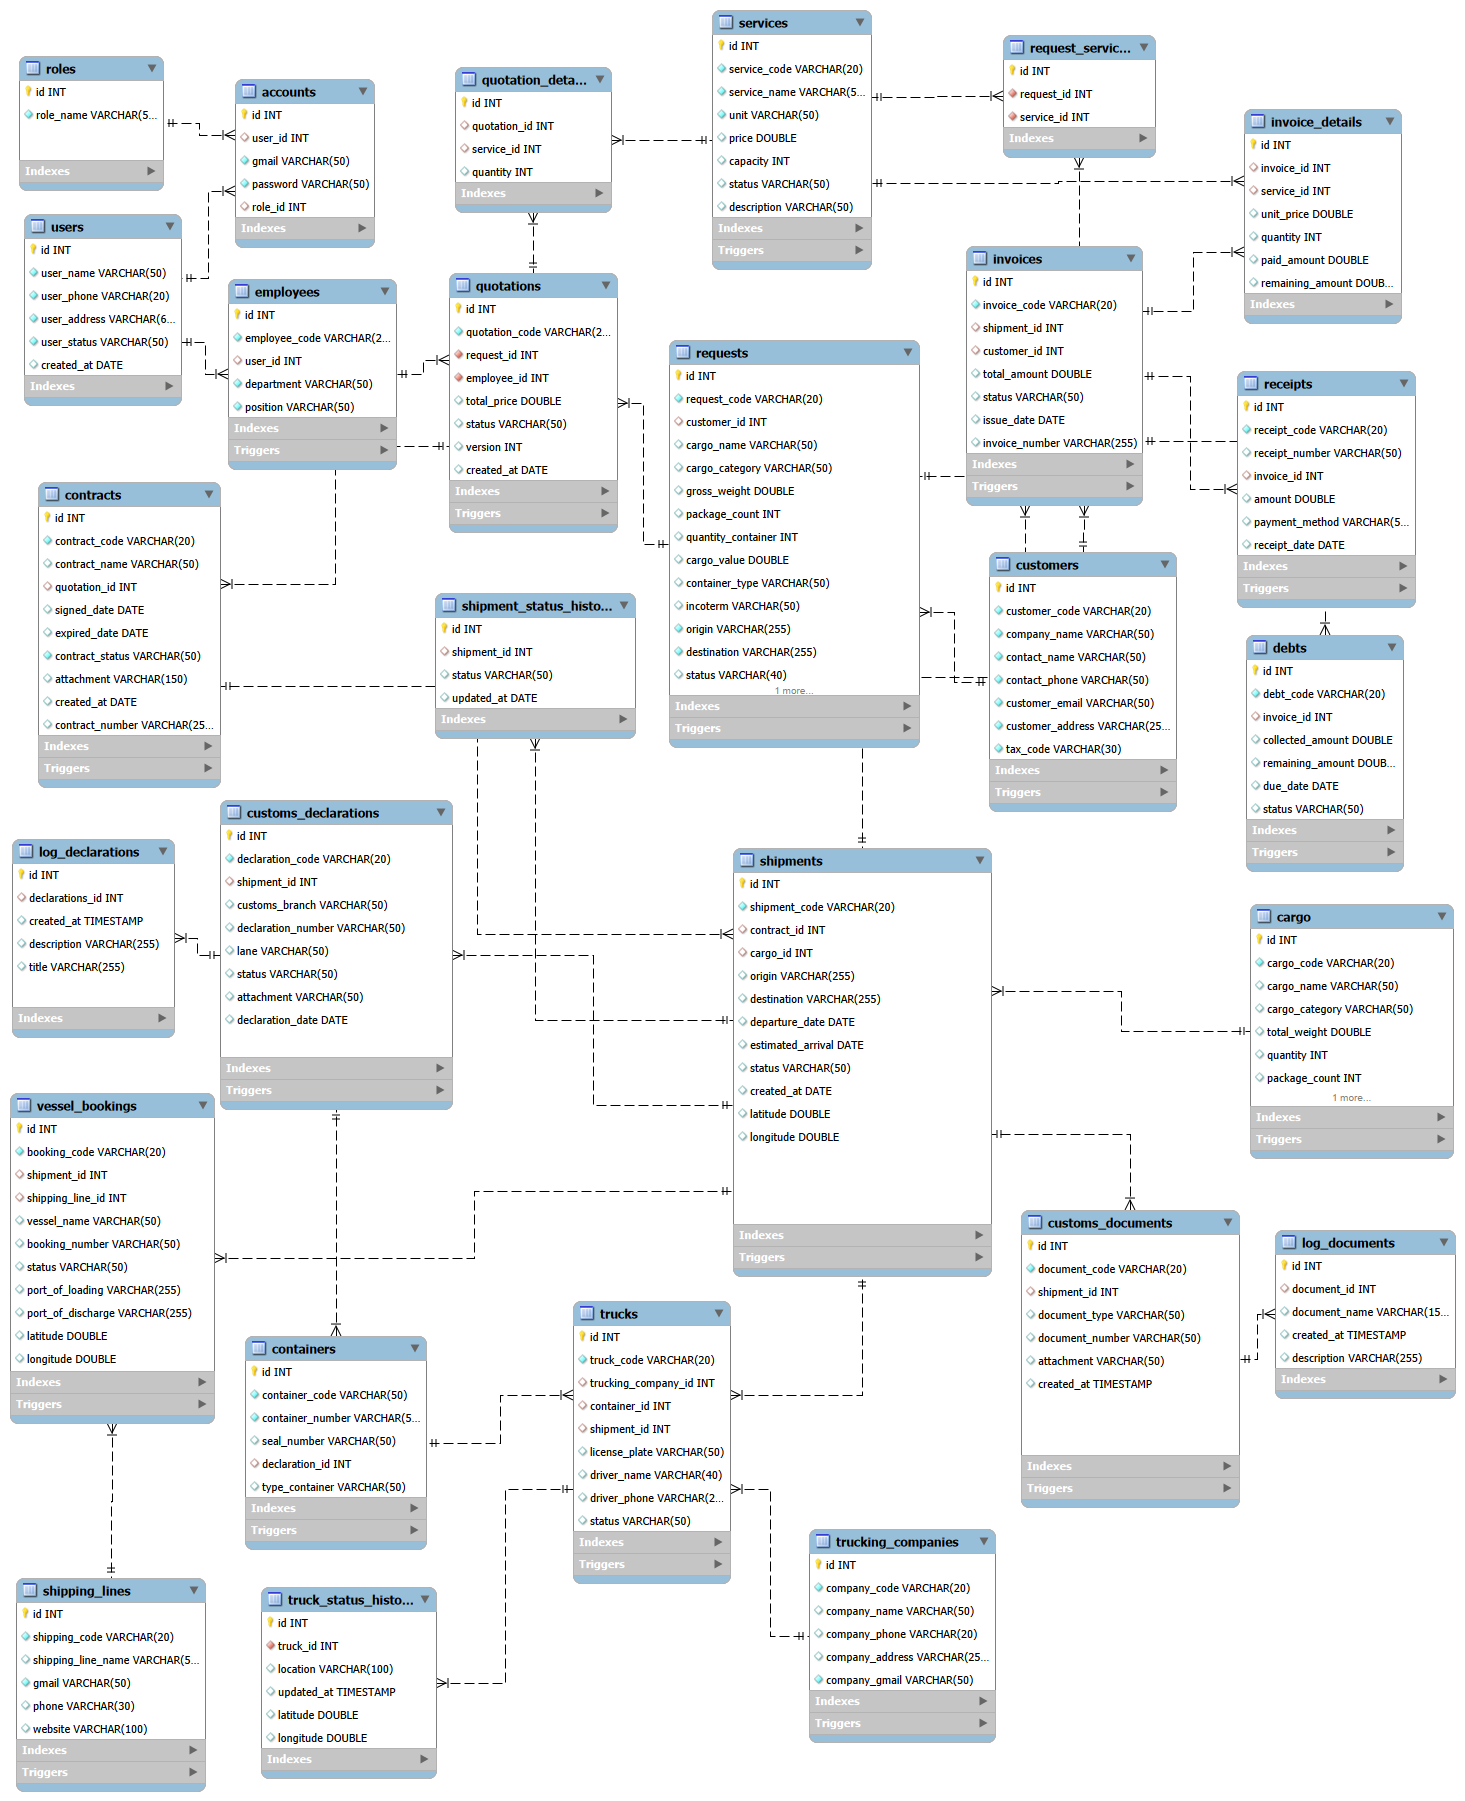 roles
id INT
role_name VARCHAR(5...
Indexes
accounts
id INT
user_id INT
gmail VARCHAR(50)
password VARCHAR(50)
role_id INT
Indexes
users
id INT
user_name VARCHAR(50)
user_phone VARCHAR(20)
user_address VARCHAR(6...
user_status VARCHAR(50)
created_at DATE
Indexes
employees
id INT
employee_code VARCHAR(2...
user_id INT
department VARCHAR(50)
position VARCHAR(50)
Indexes
Triggers
quotation_deta...
id INT
quotation_id INT
service_id INT
quantity INT
Indexes
quotations
id INT
quotation_code VARCHAR(2...
request_id INT
employee_id INT
total_price DOUBLE
status VARCHAR(50)
version INT
created_at DATE
Indexes
Triggers
services
id INT
service_code VARCHAR(20)
service_name VARCHAR(5...
unit VARCHAR(50)
price DOUBLE
capacity INT
status VARCHAR(50)
description VARCHAR(50)
Indexes
Triggers
request_servic...
id INT
request_id INT
service_id INT
Indexes
invoice_details
id INT
invoice_id INT
service_id INT
unit_price DOUBLE
quantity INT
paid_amount DOUBLE
remaining_amount DOUB...
Indexes
invoices
id INT
invoice_code VARCHAR(20)
shipment_id INT
customer_id INT
total_amount DOUBLE
status VARCHAR(50)
issue_date DATE
invoice_number VARCHAR(255)
Indexes
Triggers
requests
id INT
request_code VARCHAR(20)
customer_id INT
cargo_name VARCHAR(50)
cargo_category VARCHAR(50)
gross_weight DOUBLE
package_count INT
quantity_container INT
cargo_value DOUBLE
container_type VARCHAR(50)
incoterm VARCHAR(50)
origin VARCHAR(255)
destination VARCHAR(255)
status VARCHAR(40)
1 more...
Indexes
Triggers
receipts
id INT
receipt_code VARCHAR(20)
receipt_number VARCHAR(50)
invoice_id INT
amount DOUBLE
payment_method VARCHAR(5...
receipt_date DATE
Indexes
Triggers
contracts
id INT
contract_code VARCHAR(20)
contract_name VARCHAR(50)
quotation_id INT
signed_date DATE
expired_date DATE
contract_status VARCHAR(50)
attachment VARCHAR(150)
created_at DATE
contract_number VARCHAR(25...
Indexes
Triggers
shipment_status_histo...
id INT
shipment_id INT
status VARCHAR(50)
updated_at DATE
Indexes
customers
id INT
customer_code VARCHAR(20)
company_name VARCHAR(50)
contact_name VARCHAR(50)
contact_phone VARCHAR(50)
customer_email VARCHAR(50)
customer_address VARCHAR(25...
tax_code VARCHAR(30)
Indexes
Triggers
debts
id INT
debt_code VARCHAR(20)
invoice_id INT
collected_amount DOUBLE
remaining_amount DOUB...
due_date DATE
status VARCHAR(50)
Indexes
Triggers
log_declarations
id INT
declarations_id INT
created_at TIMESTAMP
description VARCHAR(255)
title VARCHAR(255)
Indexes
customs_declarations
id INT
declaration_code VARCHAR(20)
shipment_id INT
customs_branch VARCHAR(50)
declaration_number VARCHAR(50)
lane VARCHAR(50)
status VARCHAR(50)
attachment VARCHAR(50)
declaration_date DATE
Indexes
Triggers
shipments
id INT
shipment_code VARCHAR(20)
contract_id INT
cargo_id INT
origin VARCHAR(255)
destination VARCHAR(255)
departure_date DATE
estimated_arrival DATE
status VARCHAR(50)
created_at DATE
latitude DOUBLE
longitude DOUBLE
Indexes
Triggers
cargo
id INT
cargo_code VARCHAR(20)
cargo_name VARCHAR(50)
cargo_category VARCHAR(50)
total_weight DOUBLE
quantity INT
package_count INT
1 more...
Indexes
Triggers
vessel_bookings
id INT
booking_code VARCHAR(20)
shipment_id INT
shipping_line_id INT
vessel_name VARCHAR(50)
booking_number VARCHAR(50)
status VARCHAR(50)
port_of_loading VARCHAR(255)
port_of_discharge VARCHAR(255)
latitude DOUBLE
longitude DOUBLE
Indexes
Triggers
customs_documents
id INT
document_code VARCHAR(20)
shipment_id INT
document_type VARCHAR(50)
document_number VARCHAR(50)
attachment VARCHAR(50)
created_at TIMESTAMP
Indexes
Triggers
log_documents
id INT
document_id INT
document_name VARCHAR(15...
created_at TIMESTAMP
description VARCHAR(255)
Indexes
containers
id INT
container_code VARCHAR(50)
container_number VARCHAR(5...
seal_number VARCHAR(50)
declaration_id INT
type_container VARCHAR(50)
Indexes
Triggers
trucks
id INT
truck_code VARCHAR(20)
trucking_company_id INT
container_id INT
shipment_id INT
license_plate VARCHAR(50)
driver_name VARCHAR(40)
driver_phone VARCHAR(2...
status VARCHAR(50)
Indexes
Triggers
trucking_companies
id INT
company_code VARCHAR(20)
company_name VARCHAR(50)
company_phone VARCHAR(20)
company_address VARCHAR(25...
company_gmail VARCHAR(50)
Indexes
Triggers
shipping_lines
id INT
shipping_code VARCHAR(20)
shipping_line_name VARCHAR(5...
gmail VARCHAR(50)
phone VARCHAR(30)
website VARCHAR(100)
Indexes
Triggers
truck_status_histo...
id INT
truck_id INT
location VARCHAR(100)
updated_at TIMESTAMP
latitude DOUBLE
longitude DOUBLE
Indexes